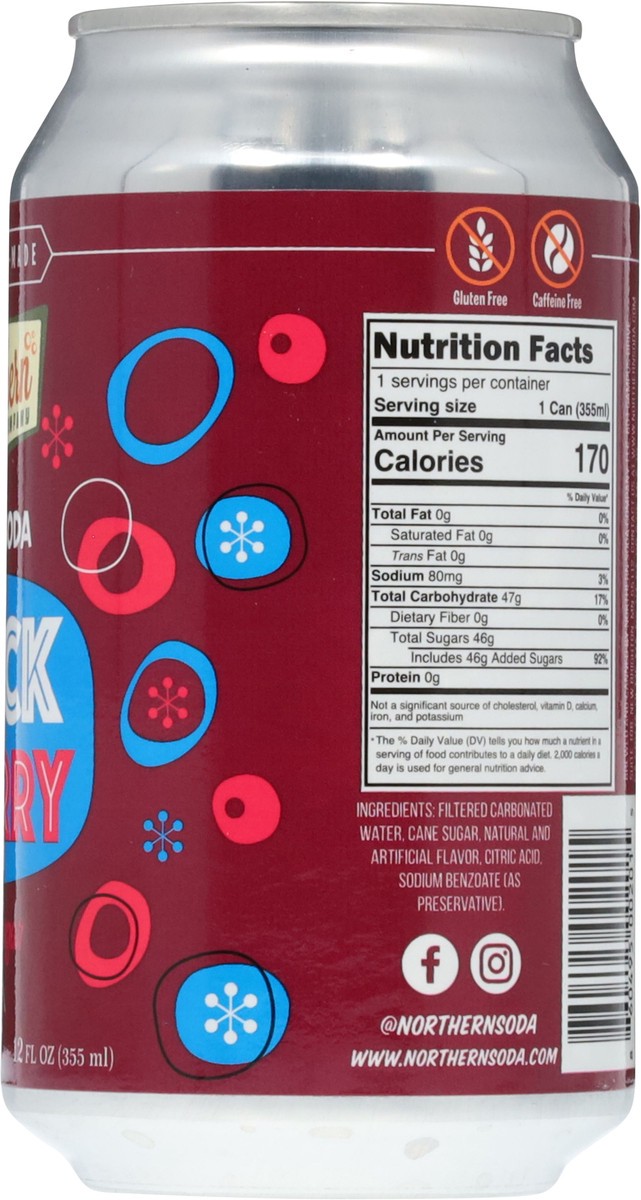 MADE
Gluten Free
Caffeine Free
ern
ODA
CK
RRY
12 FL OZ (355 ml)
Nutrition Facts
1 servings per container
Serving size 1 Can (355ml)
Amount Per Serving
Calories 170
% Daily Value*
Total Fat 0g 0%
Saturated Fat 0g 0%
Trans Fat 0g
Sodium 80mg 3%
Total Carbohydrate 47g 17%
Dietary Fiber 0g 0%
Total Sugars 46g
Includes 46g Added Sugars 92%
Protein 0g
Not a significant source of cholesterol, vitamin D, calcium,
iron, and potassium
*The % Daily Value (DV) tells you how much a nutrient in a
serving of food contributes to a daily diet. 2,000 calories a
day is used for general nutrition advice.
INGREDIENTS: FILTERED CARBONATED
WATER, CANE SUGAR, NATURAL AND
ARTIFICIAL FLAVOR, CITRIC ACID,
SODIUM BENZOATE (AS
PRESERVATIVE).
@NORTHERNSODA
WWW.NORTHERNSODA.COM